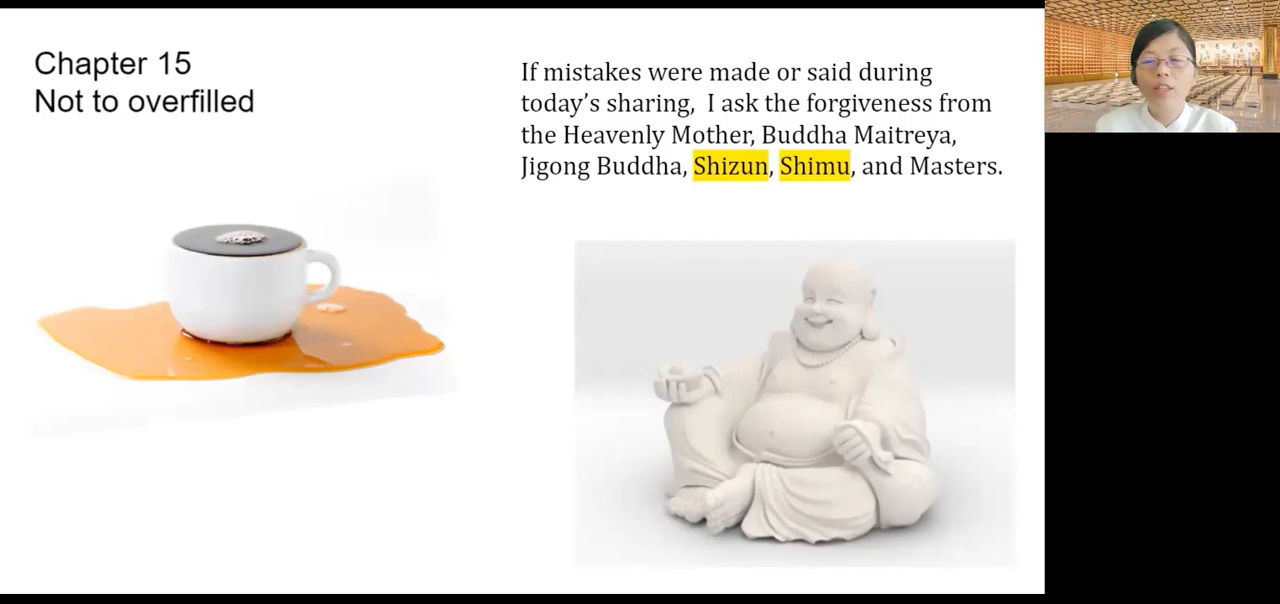 Chapter 15
Not to overfilled
If mistakes were made or said during
today’s sharing,  I ask the forgiveness from
the Heavenly Mother, Buddha Maitreya,
Jigong Buddha, Shizun, Shimu, and Masters.